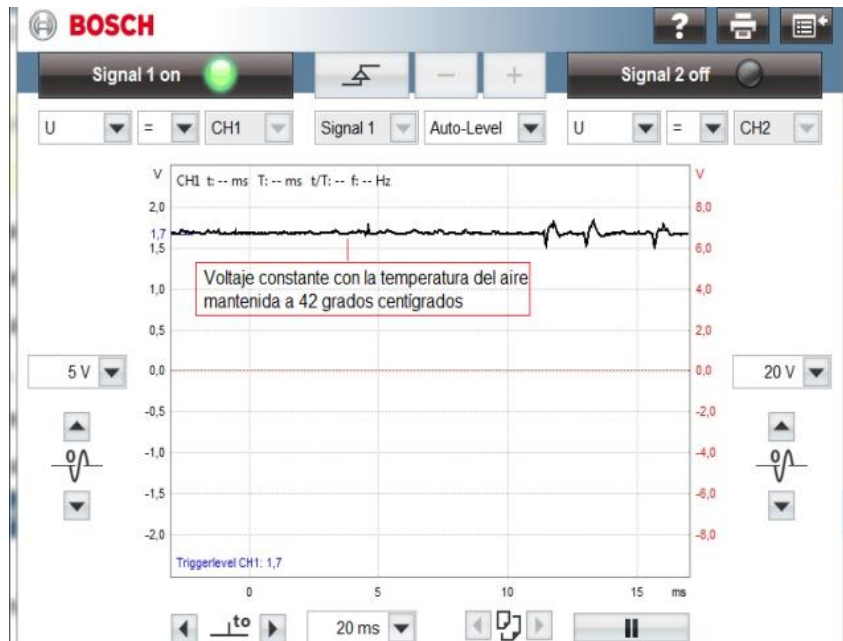 BOSCH
?
Signal 1 on
− +
Signal 2 off
U = CH1 Signal 1 Auto-Level U = CH2
V CH1 t: -- ms T: -- ms t/T: -- f: -- Hz V
2,0 8,0
1,7
1,5 6,0
Voltaje constante con la temperatura del aire
mantenida a 42 grados centígrados
1,0 4,0
0,5 2,0
5 V 0,0 0,0 20 V
-0,5 -2,0
0 -1,0 -4,0 0
-1,5 -6,0
-2,0 -8,0
Triggerlevel CH1: 1,7
0 5 10 15 ms
to 20 ms